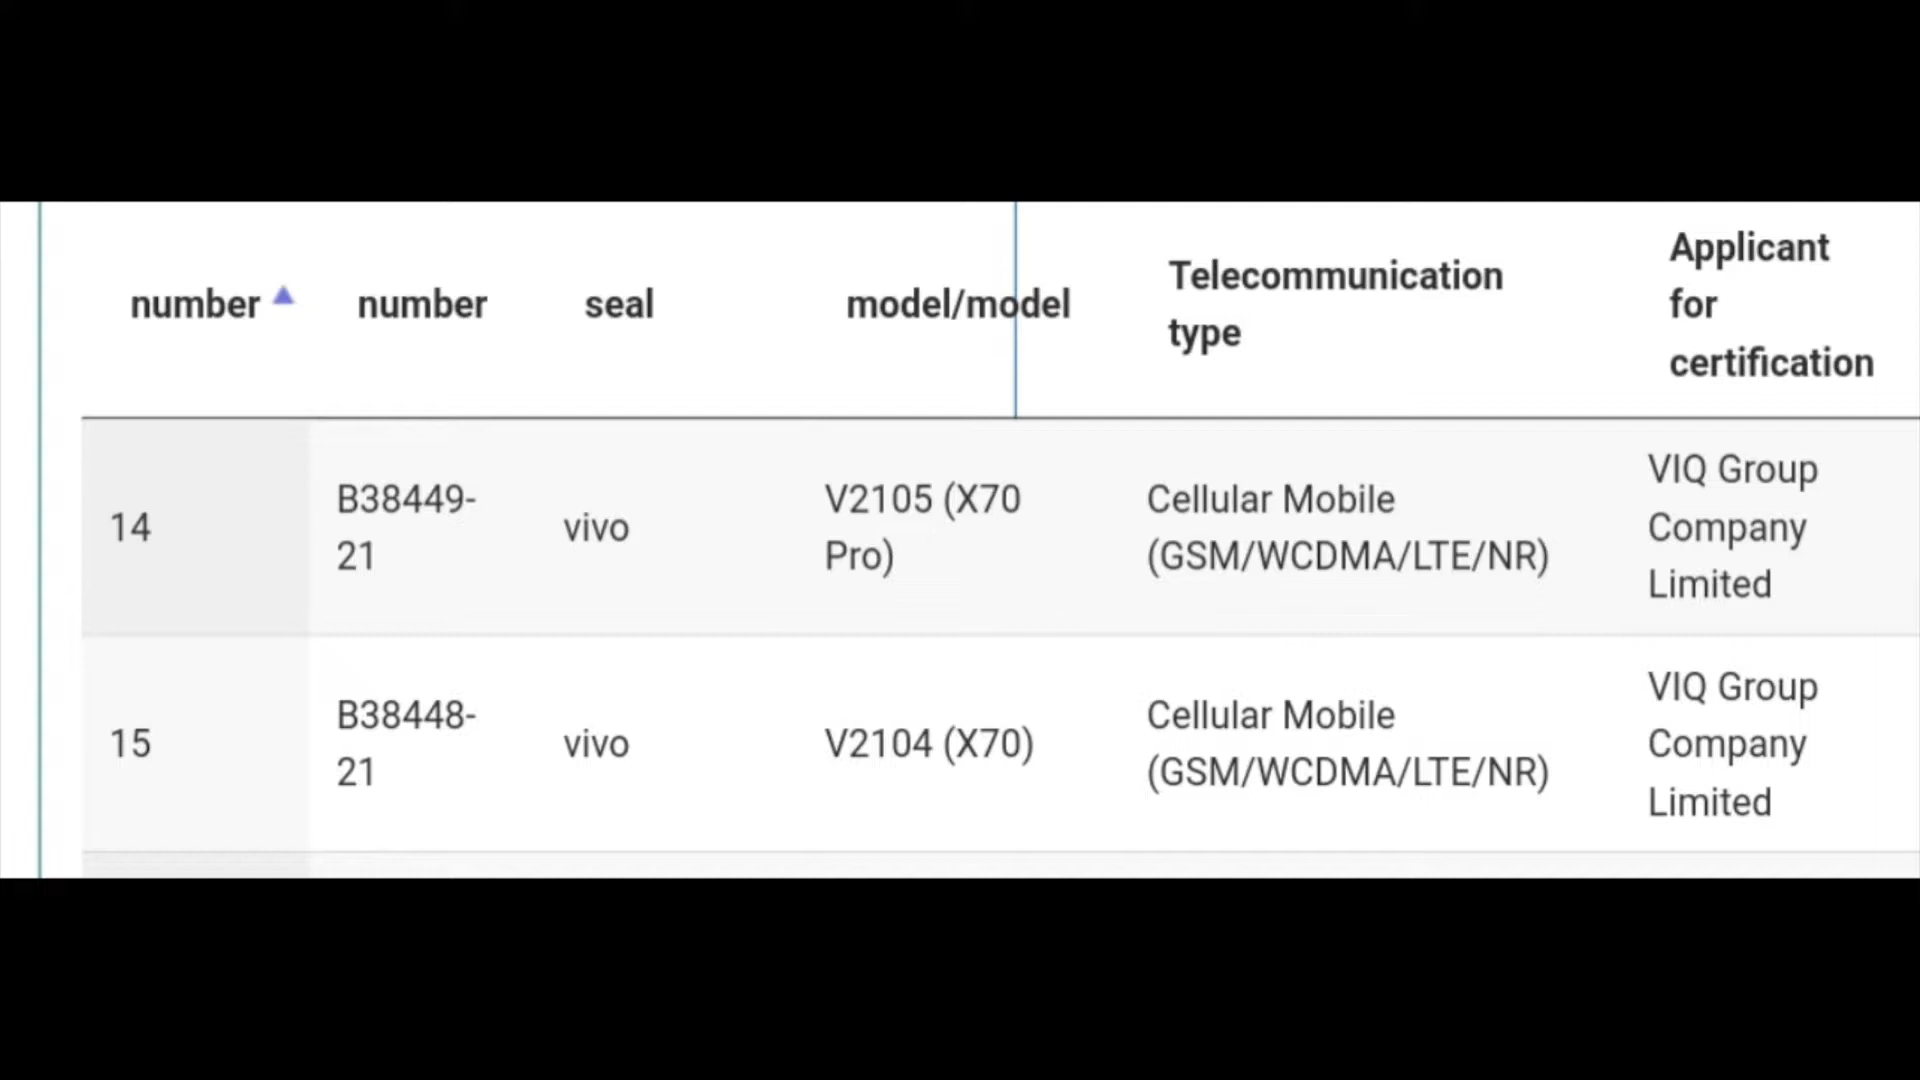 number number seal model/model Telecommunication type Applicant for certification
14 B38449-21 vivo V2105 (X70 Pro) Cellular Mobile (GSM/WCDMA/LTE/NR) VIQ Group Company Limited
15 B38448-21 vivo V2104 (X70) Cellular Mobile (GSM/WCDMA/LTE/NR) VIQ Group Company Limited